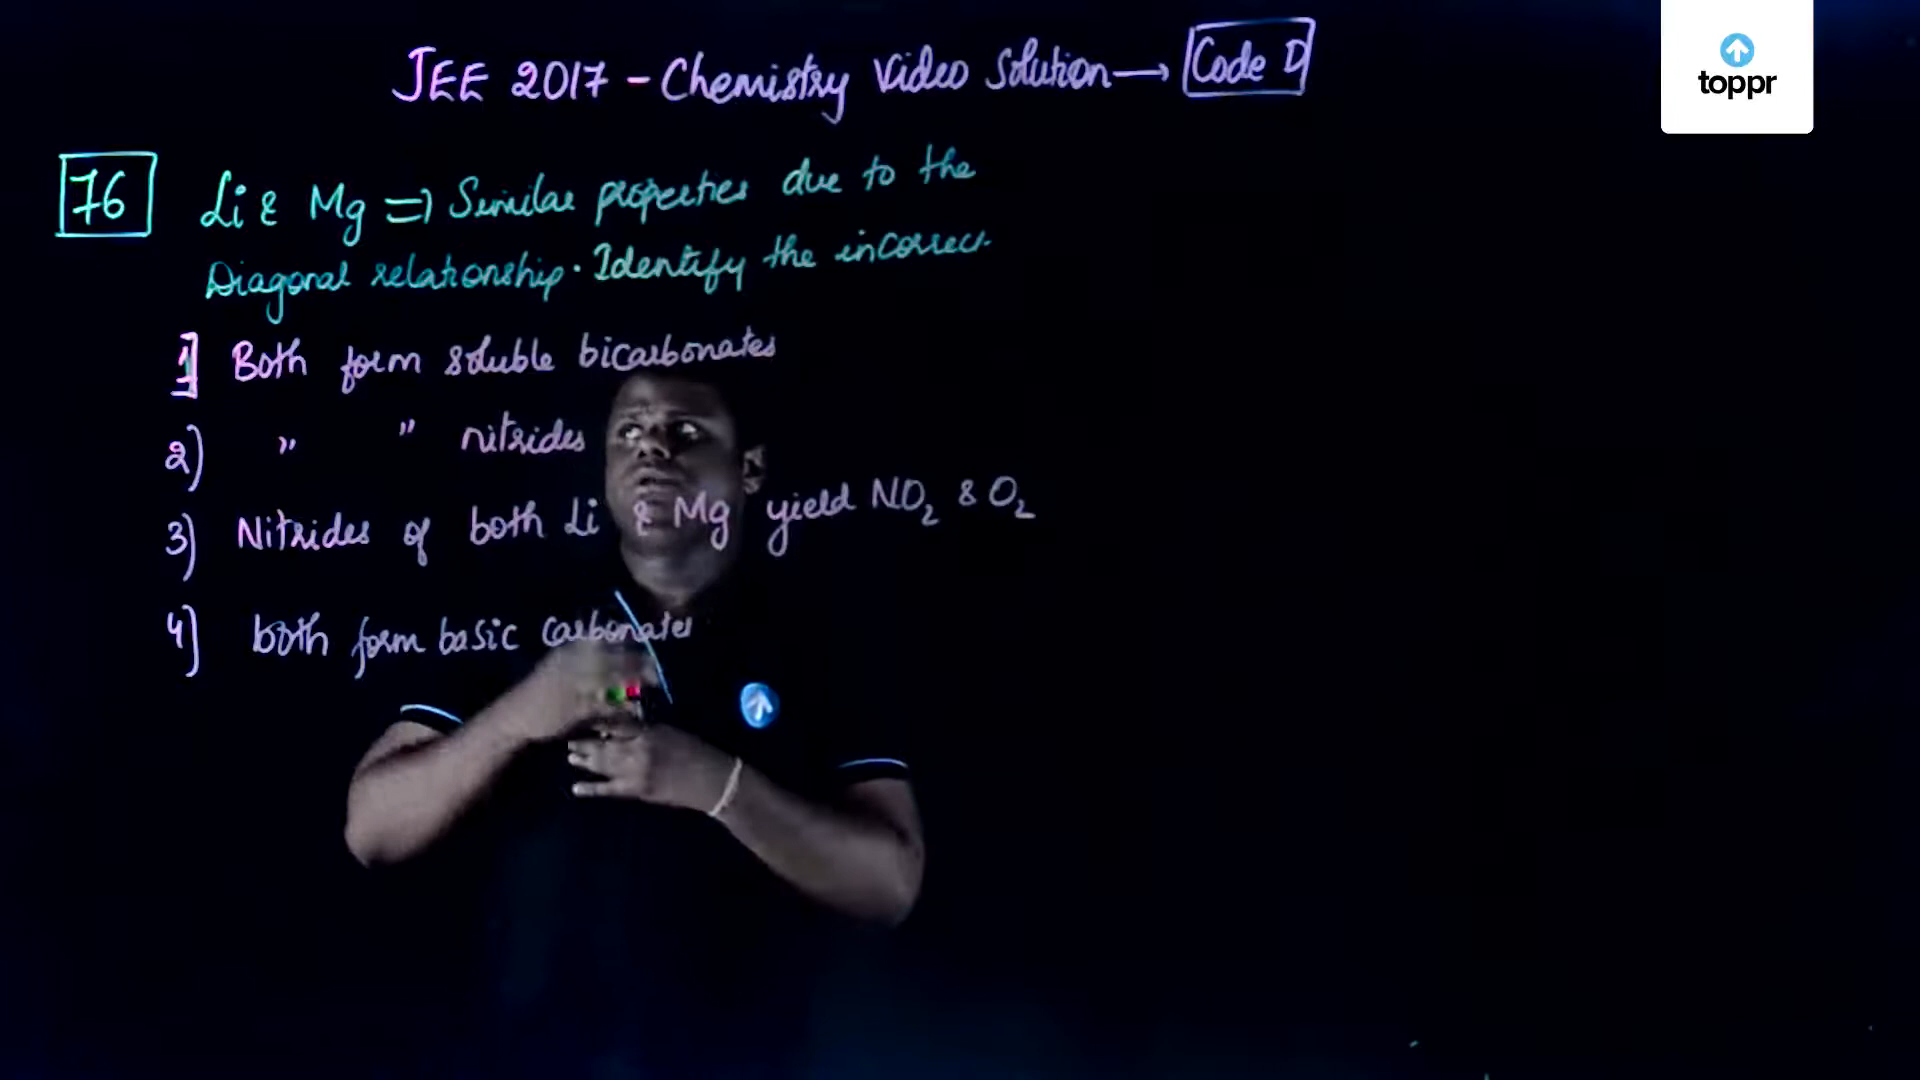 JEE 2017 - Chemistry Video Solution → Code D
toppr
76 Li & Mg ⇒ Similar properties due to the
Diagonal relationship. Identify the incorrect
1] Both form soluble bicarbonates
2) " " nitrides
3) Nitrides of both Li & Mg yield NO₂ & O₂
4) both form basic carbonates